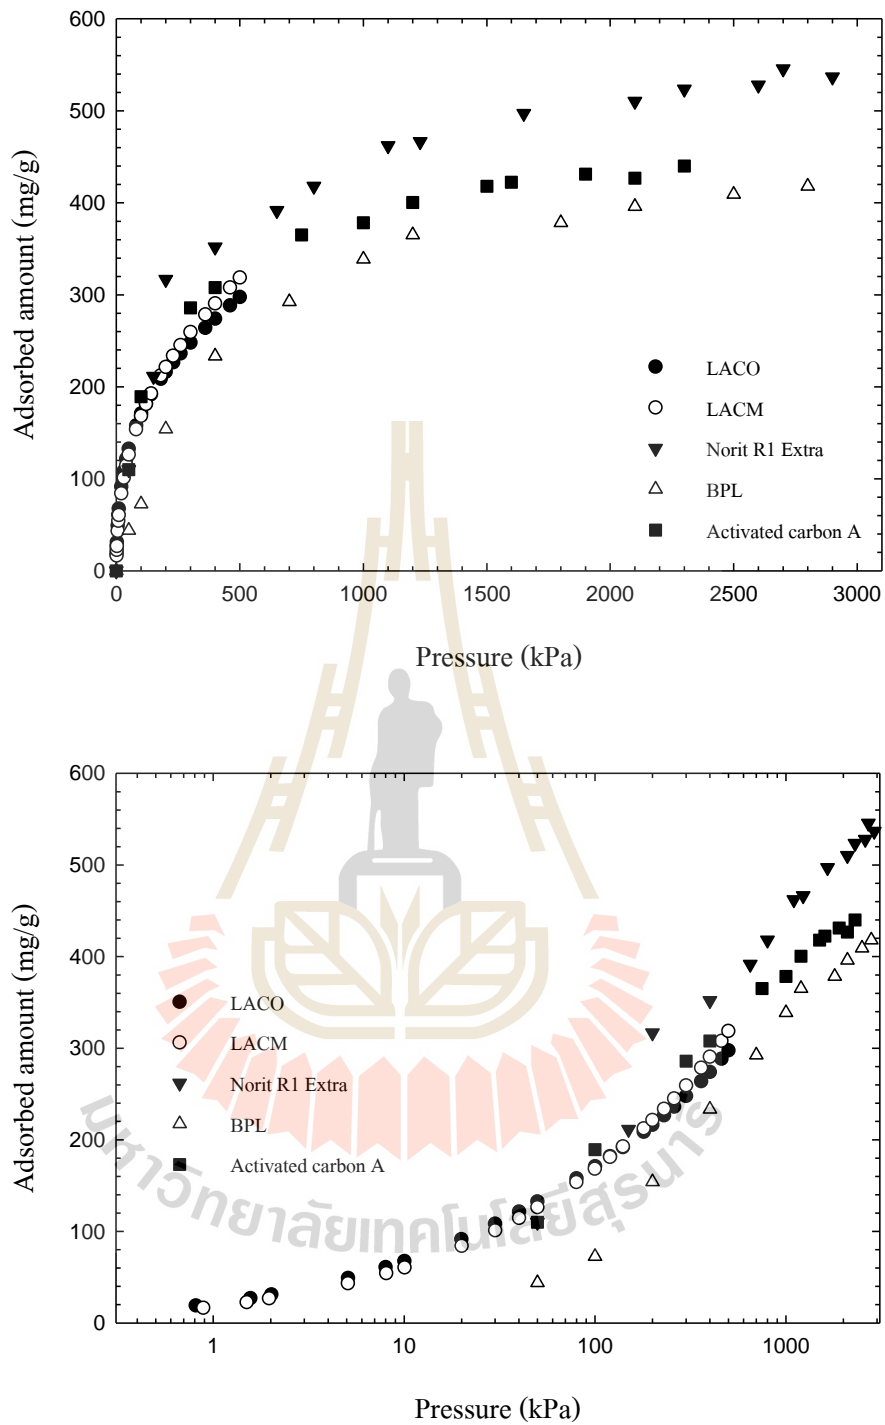 600
500
400
300
200
100
0
Adsorbed amount (mg/g)
LACO
LACM
Norit R1 Extra
BPL
Activated carbon A
0 500 1000 1500 2000 2500 3000
Pressure (kPa)
600
500
400
300
200
100
0
Adsorbed amount (mg/g)
LACO
LACM
Norit R1 Extra
BPL
Activated carbon A
มหาวิทยาลัยเทคโนโลยีสุรนารี
1 10 100 1000
Pressure (kPa)